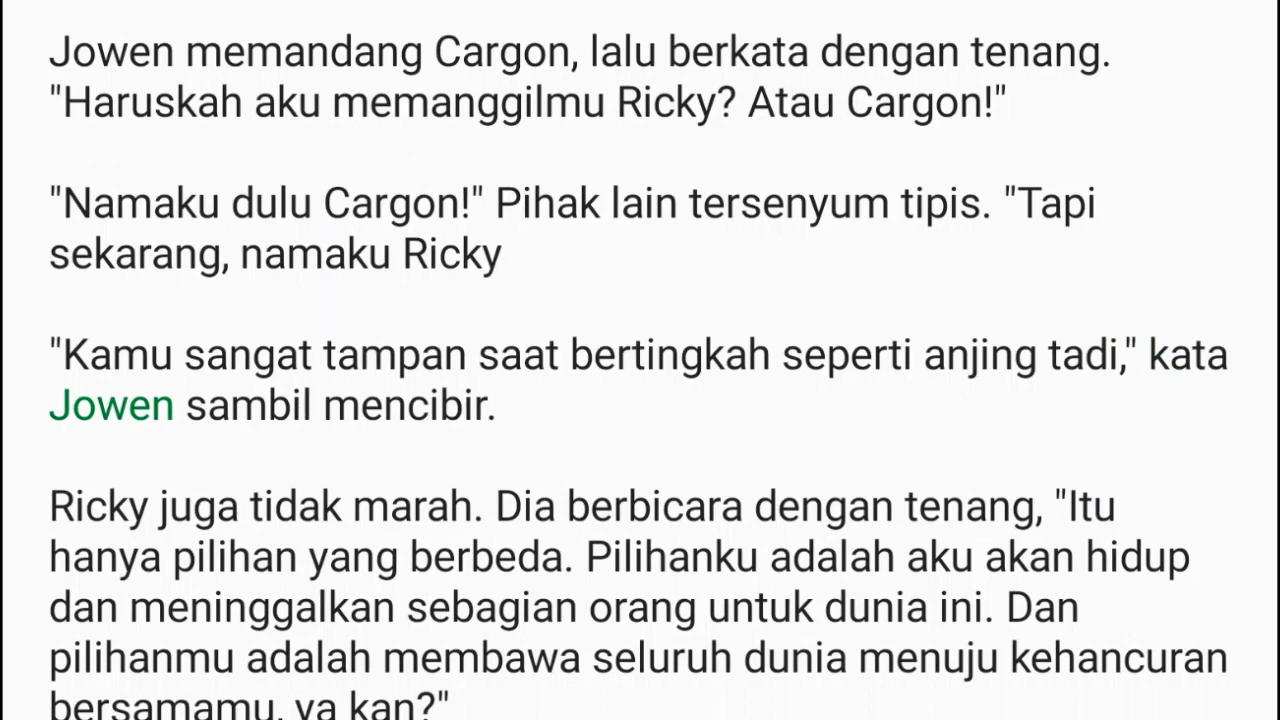 Jowen memandang Cargon, lalu berkata dengan tenang.
"Haruskah aku memanggilmu Ricky? Atau Cargon!"
"Namaku dulu Cargon!" Pihak lain tersenyum tipis. "Tapi
sekarang, namaku Ricky
"Kamu sangat tampan saat bertingkah seperti anjing tadi," kata
Jowen sambil mencibir.
Ricky juga tidak marah. Dia berbicara dengan tenang, "Itu
hanya pilihan yang berbeda. Pilihanku adalah aku akan hidup
dan meninggalkan sebagian orang untuk dunia ini. Dan
pilihanmu adalah membawa seluruh dunia menuju kehancuran
bersamamu, ya kan?"